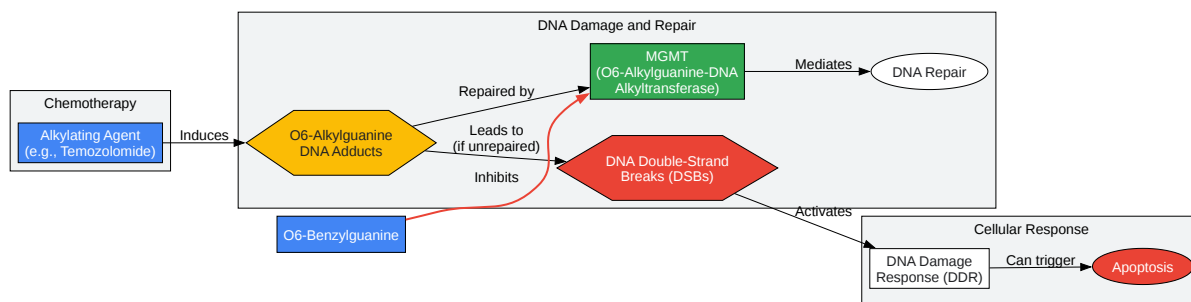 DNA Damage and Repair
MGMT
(O6-Alkylguanine-DNA
Alkyltransferase)
Mediates
DNA Repair
Chemotherapy
Alkylating Agent
(e.g., Temozolomide)
Induces
O6-Alkylguanine
DNA Adducts
Repaired by
Leads to
(if unrepaired)
Inhibits
DNA Double-Strand
Breaks (DSBs)
O6-Benzylguanine
Activates
Cellular Response
DNA Damage
Response (DDR)
Can trigger
Apoptosis